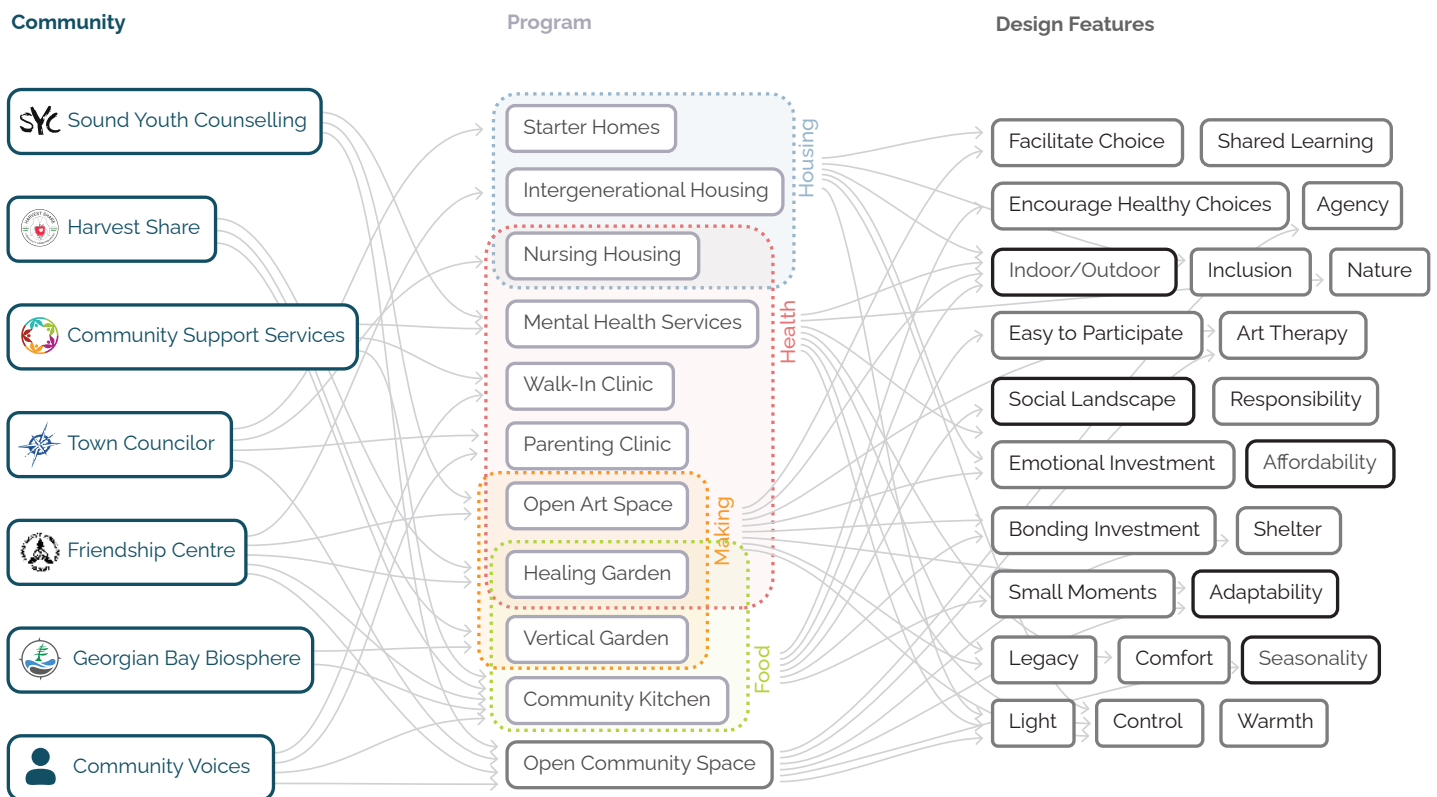 Community
Sound Youth Counselling
Harvest Share
Community Support Services
Town Councilor
Friendship Centre
Georgian Bay Biosphere
Community Voices
Program
Starter Homes
Intergenerational Housing
Nursing Housing
Mental Health Services
Walk-In Clinic
Parenting Clinic
Open Art Space
Healing Garden
Vertical Garden
Community Kitchen
Open Community Space
Housing
Health
Making
Food
Design Features
Facilitate Choice
Shared Learning
Encourage Healthy Choices
Agency
Indoor/Outdoor
Inclusion
Nature
Easy to Participate
Art Therapy
Social Landscape
Responsibility
Emotional Investment
Affordability
Bonding Investment
Shelter
Small Moments
Adaptability
Legacy
Comfort
Seasonality
Light
Control
Warmth
SYC
HARVEST SHARE